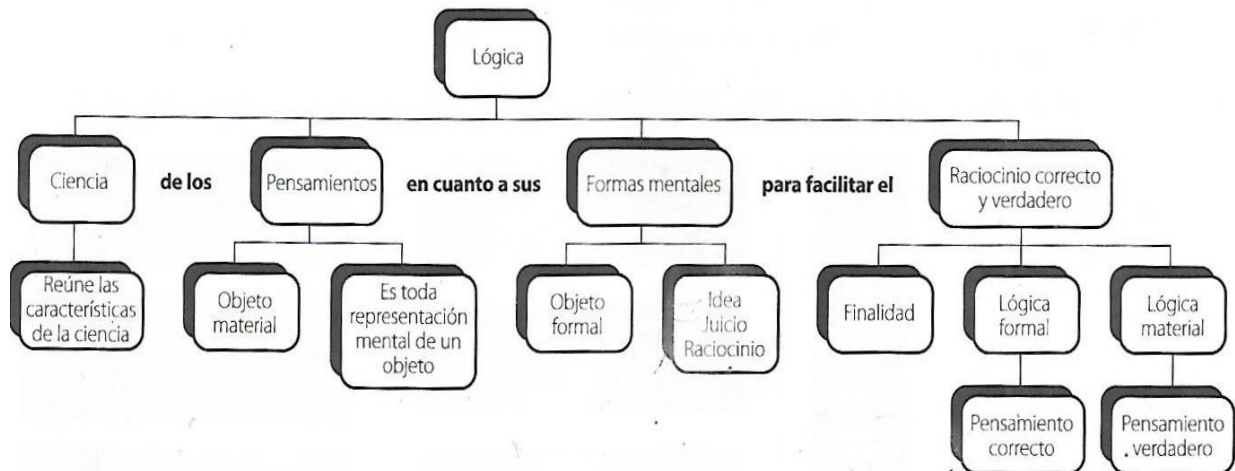 Lógica
Ciencia
de los
Pensamientos
en cuanto a sus
Formas mentales
para facilitar el
Raciocinio correcto
y verdadero
Reúne las
características
de la ciencia
Objeto
material
Es toda
representación
mental de un
objeto
Objeto
formal
Idea
Juicio
Raciocinio
Finalidad
Lógica
formal
Lógica
material
Pensamiento
correcto
Pensamiento
verdadero